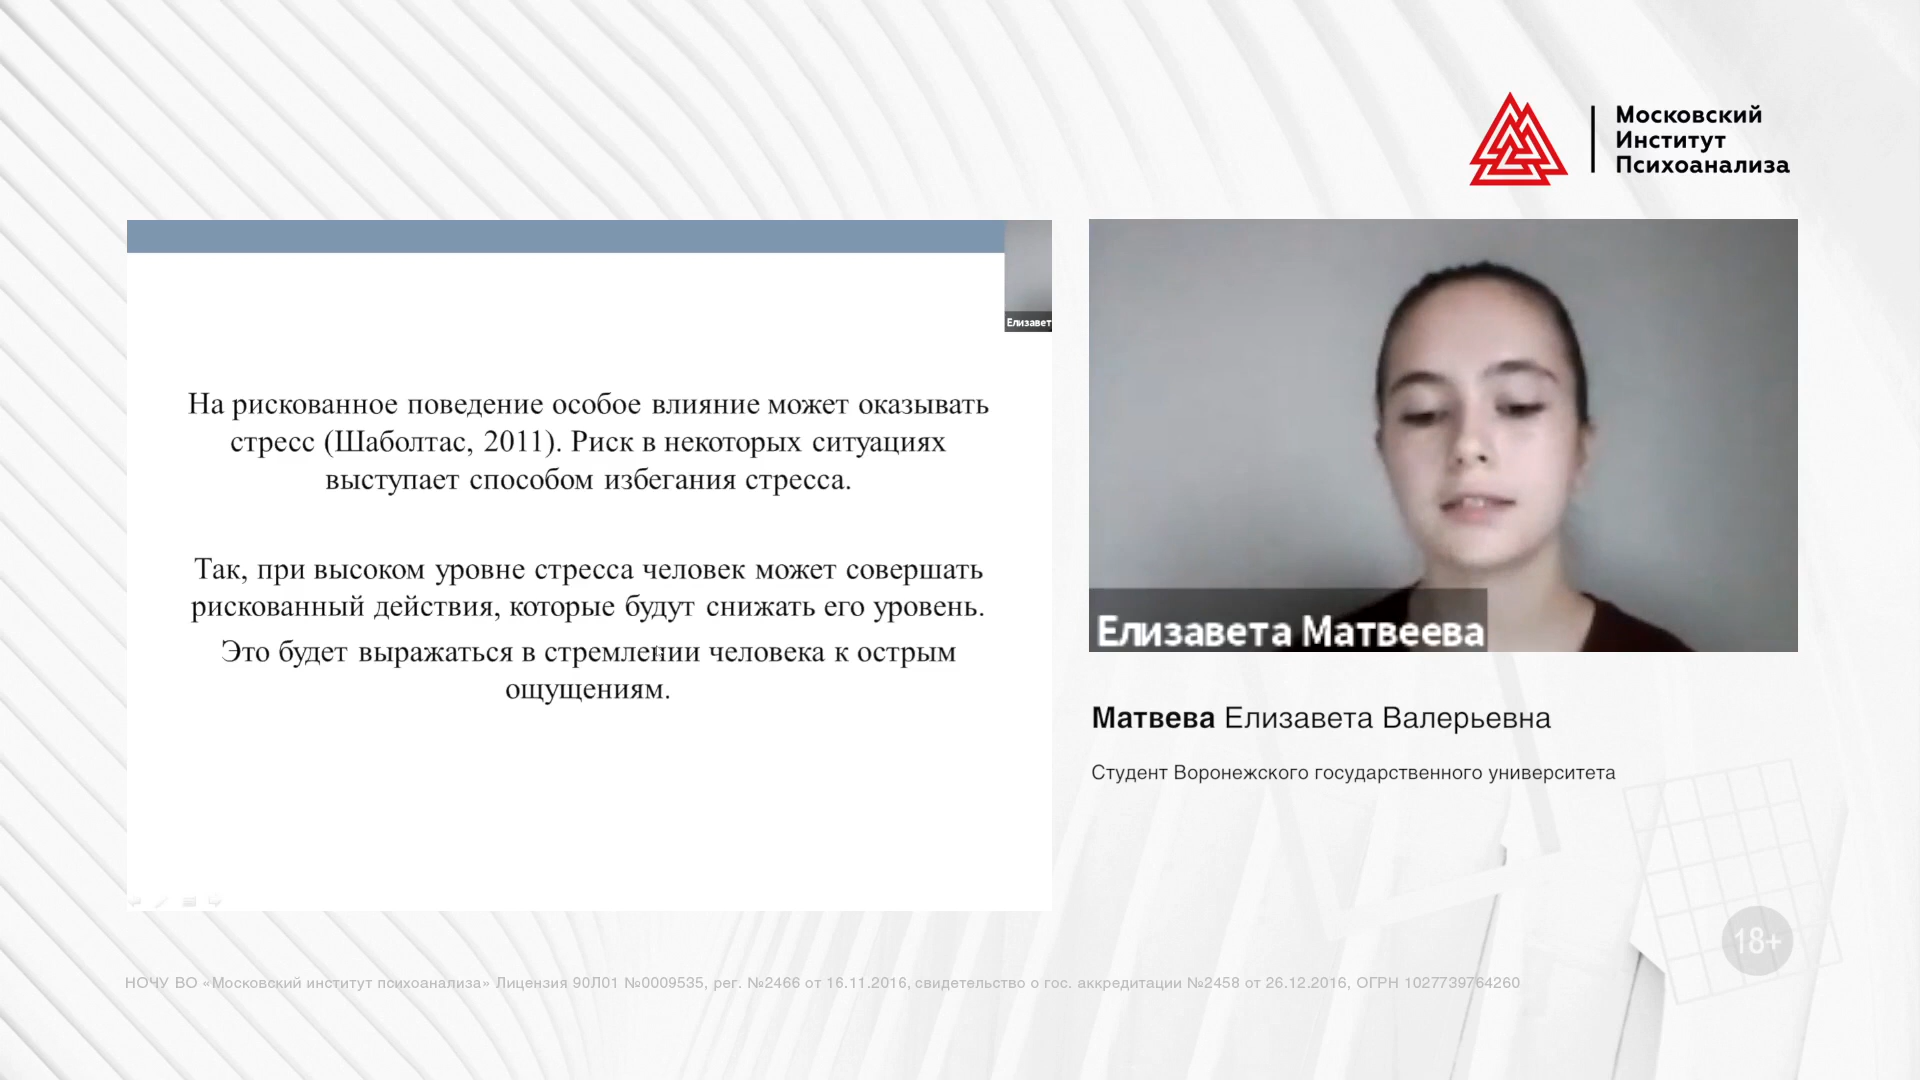 Московский
Институт
Психоанализа
Елизавет
На рискованное поведение особое влияние может оказывать
стресс (Шаболтас, 2011). Риск в некоторых ситуациях
выступает способом избегания стресса.
Так, при высоком уровне стресса человек может совершать
рискованный действия, которые будут снижать его уровень.
Это будет выражаться в стремлении человека к острым
ощущениям.
Елизавета Матвеева
Матвева Елизавета Валерьевна
Студент Воронежского государственного университета
18+
НОЧУ ВО «Московский институт психоанализа» Лицензия 90Л01 №0009535, рег. №2466 от 16.11.2016, свидетельство о гос. аккредитации №2458 от 26.12.2016, ОГРН 1027739764260